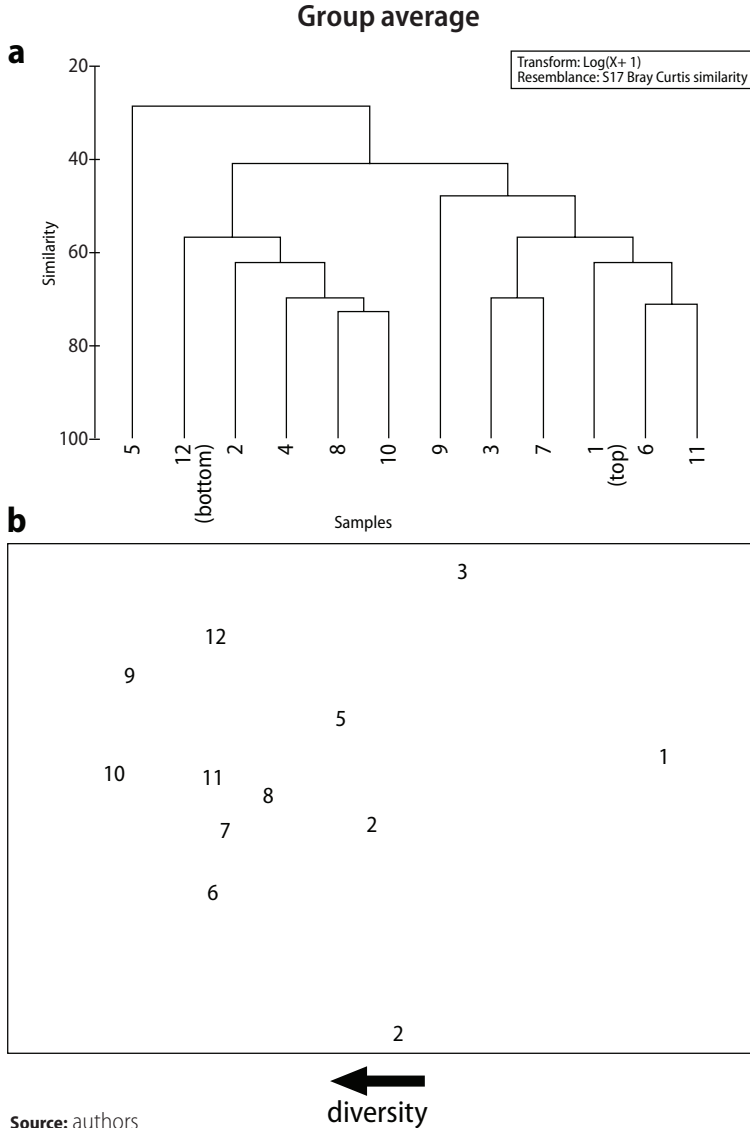 Group average
a
Transform: Log(X+ 1)
Resemblance: S17 Bray Curtis similarity
20
40
60
80
100
Similarity
5
12
(bottom)
2
4
8
10
9
3
7
1
(top)
6
11
Samples
b
3
12
9
5
1
10
11
8
2
7
6
2
diversity
Source: authors